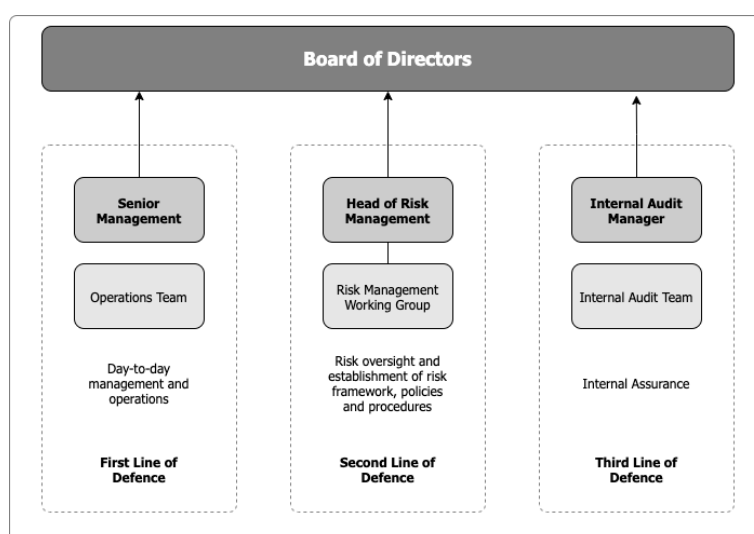 Board of Directors
Senior
Management
Operations Team
Day-to-day
management and
operations
First Line of
Defence
Head of Risk
Management
Risk Management
Working Group
Risk oversight and
establishment of risk
framework, policies
and procedures
Second Line of
Defence
Internal Audit
Manager
Internal Audit Team
Internal Assurance
Third Line of
Defence